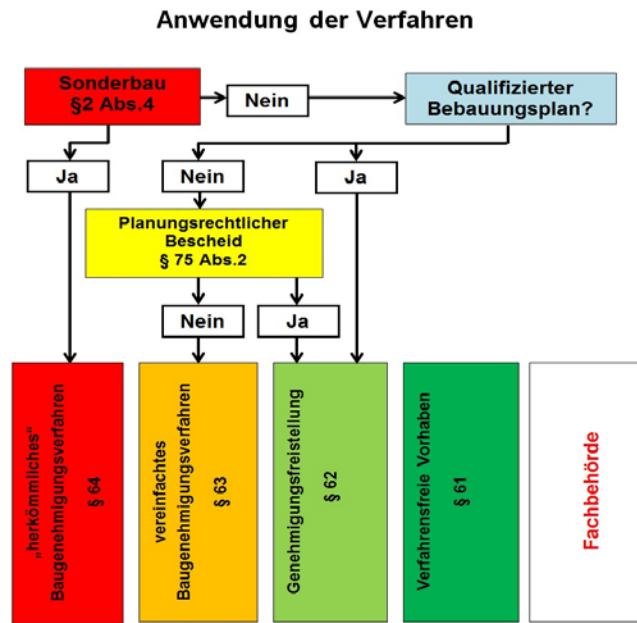 Anwendung der Verfahren
Sonderbau
§2 Abs.4
Nein
Qualifizierter
Bebauungsplan?
Ja
Nein
Ja
Planungsrechtlicher
Bescheid
§ 75 Abs.2
Nein
Ja
„herkömmliches“
Baugenehmigungsverfahren
§ 64
vereinfachtes
Baugenehmigungsverfahren
§ 63
Genehmigungsfreistellung
§ 62
Verfahrensfreie Vorhaben
§ 61
Fachbehörde